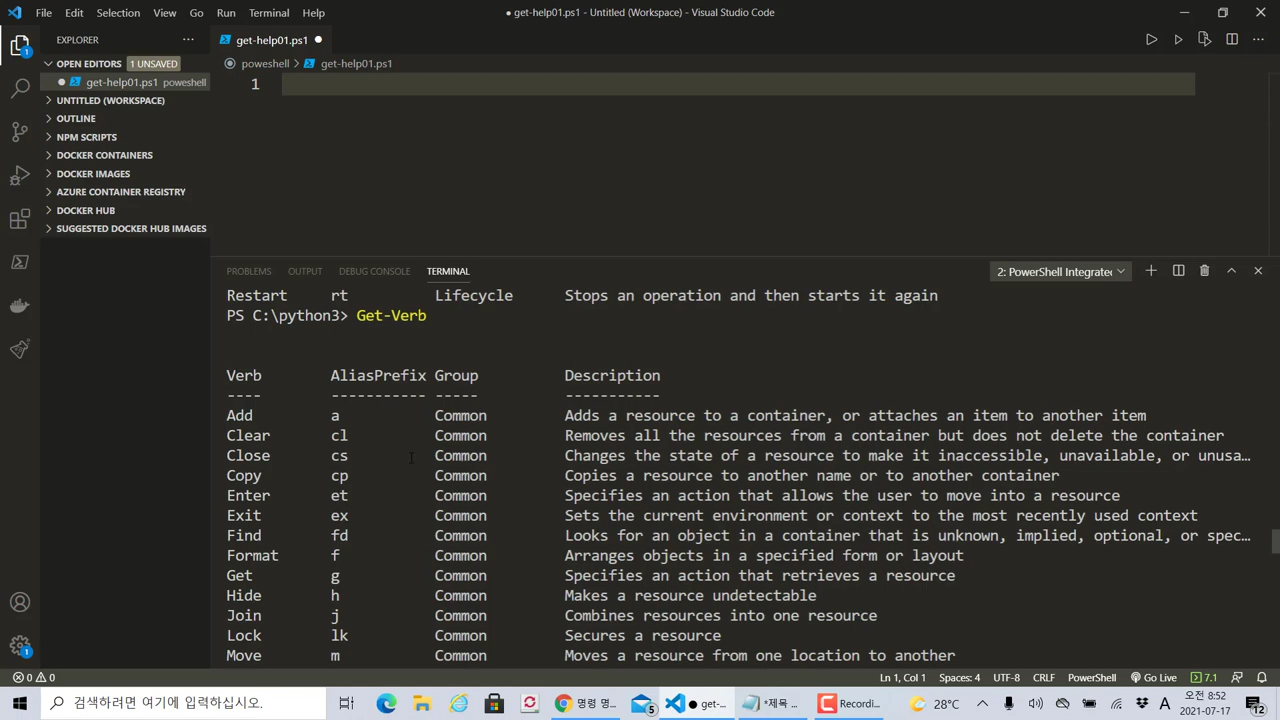 File Edit Selection View Go Run Terminal Help
● get-help01.ps1 - Untitled (Workspace) - Visual Studio Code
EXPLORER ···
get-help01.ps1 ●
OPEN EDITORS 1 UNSAVED
poweshell > get-help01.ps1
● get-help01.ps1 poweshell
1
UNTITLED (WORKSPACE)
OUTLINE
NPM SCRIPTS
DOCKER CONTAINERS
DOCKER IMAGES
AZURE CONTAINER REGISTRY
DOCKER HUB
SUGGESTED DOCKER HUB IMAGES
PROBLEMS OUTPUT DEBUG CONSOLE TERMINAL
2: PowerShell Integrated
Restart rt Lifecycle Stops an operation and then starts it again
PS C:\python3> Get-Verb
Verb AliasPrefix Group Description
---- ----------- ----- -----------
Add a Common Adds a resource to a container, or attaches an item to another item
Clear cl Common Removes all the resources from a container but does not delete the container
Close cs Common Changes the state of a resource to make it inaccessible, unavailable, or unusa…
Copy cp Common Copies a resource to another name or to another container
Enter et Common Specifies an action that allows the user to move into a resource
Exit ex Common Sets the current environment or context to the most recently used context
Find fd Common Looks for an object in a container that is unknown, implied, optional, or spec…
Format f Common Arranges objects in a specified form or layout
Get g Common Specifies an action that retrieves a resource
Hide h Common Makes a resource undetectable
Join j Common Combines resources into one resource
Lock lk Common Secures a resource
Move m Common Moves a resource from one location to another
1
1
0 0
Ln 1, Col 1 Spaces: 4 UTF-8 CRLF PowerShell Go Live 7.1
검색하려면 여기에 입력하십시오.
명령 명...
5
● get-...
*제목 ...
Recordi...
28°C
A
오전 8:52
2021-07-17
12